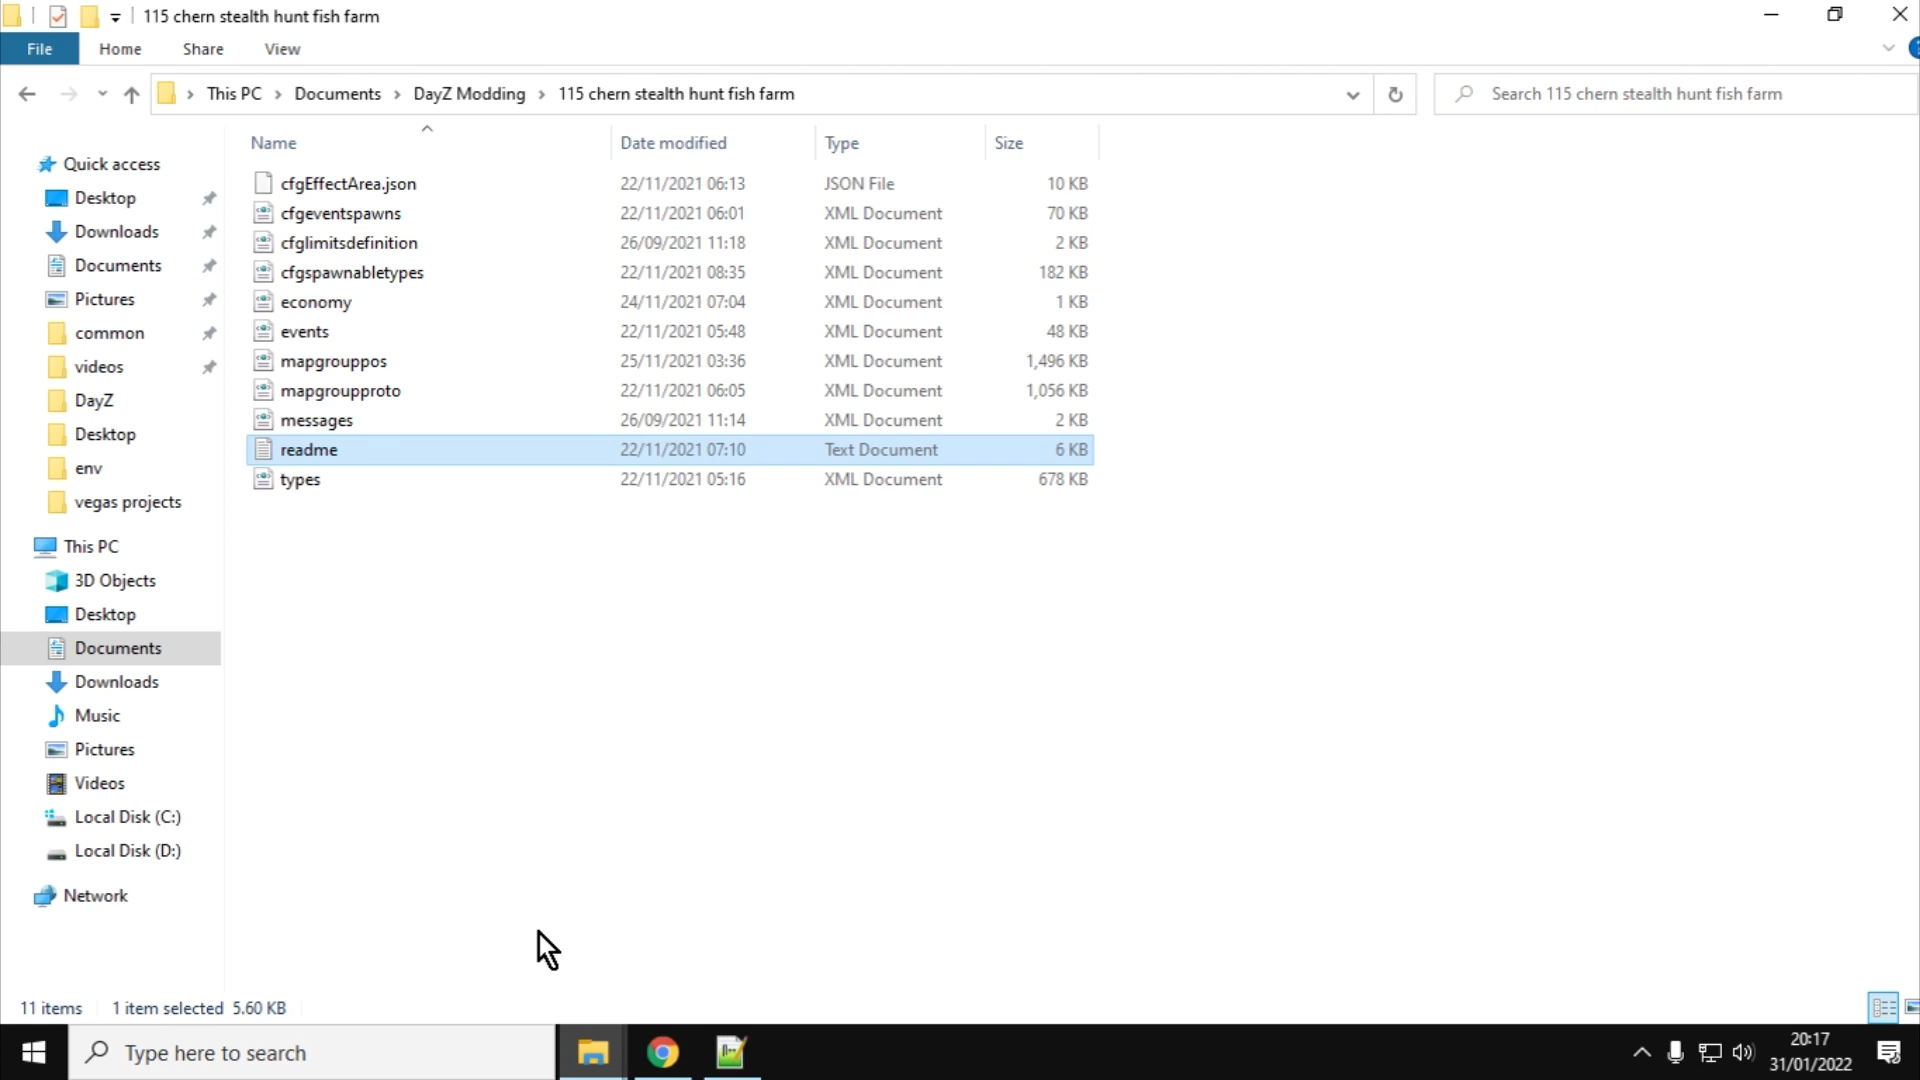 115 chern stealth hunt fish farm
File Home Share View
This PC Documents DayZ Modding 115 chern stealth hunt fish farm
Search 115 chern stealth hunt fish farm
Name Date modified Type Size
cfgEffectArea.json 22/11/2021 06:13 JSON File 10 KB
cfgeventspawns 22/11/2021 06:01 XML Document 70 KB
cfglimitsdefinition 26/09/2021 11:18 XML Document 2 KB
cfgspawnabletypes 22/11/2021 08:35 XML Document 182 KB
economy 24/11/2021 07:04 XML Document 1 KB
events 22/11/2021 05:48 XML Document 48 KB
mapgrouppos 25/11/2021 03:36 XML Document 1,496 KB
mapgroupproto 22/11/2021 06:05 XML Document 1,056 KB
messages 26/09/2021 11:14 XML Document 2 KB
readme 22/11/2021 07:10 Text Document 6 KB
types 22/11/2021 05:16 XML Document 678 KB
Quick access
Desktop
Downloads
Documents
Pictures
common
videos
DayZ
Desktop
env
vegas projects
This PC
3D Objects
Desktop
Documents
Downloads
Music
Pictures
Videos
Local Disk (C:)
Local Disk (D:)
Network
11 items 1 item selected 5.60 KB
Type here to search
20:17
31/01/2022